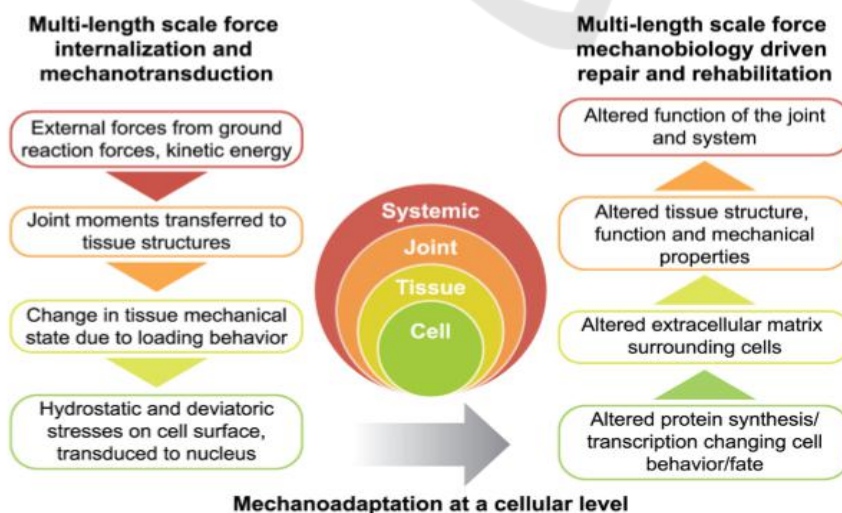 Multi-length scale force
internalization and
mechanotransduction
External forces from ground
reaction forces, kinetic energy
Joint moments transferred to
tissue structures
Change in tissue mechanical
state due to loading behavior
Hydrostatic and deviatoric
stresses on cell surface,
transduced to nucleus
Systemic
Joint
Tissue
Cell
Multi-length scale force
mechanobiology driven
repair and rehabilitation
Altered function of the joint
and system
Altered tissue structure,
function and mechanical
properties
Altered extracellular matrix
surrounding cells
Altered protein synthesis/
transcription changing cell
behavior/fate
Mechanoadaptation at a cellular level